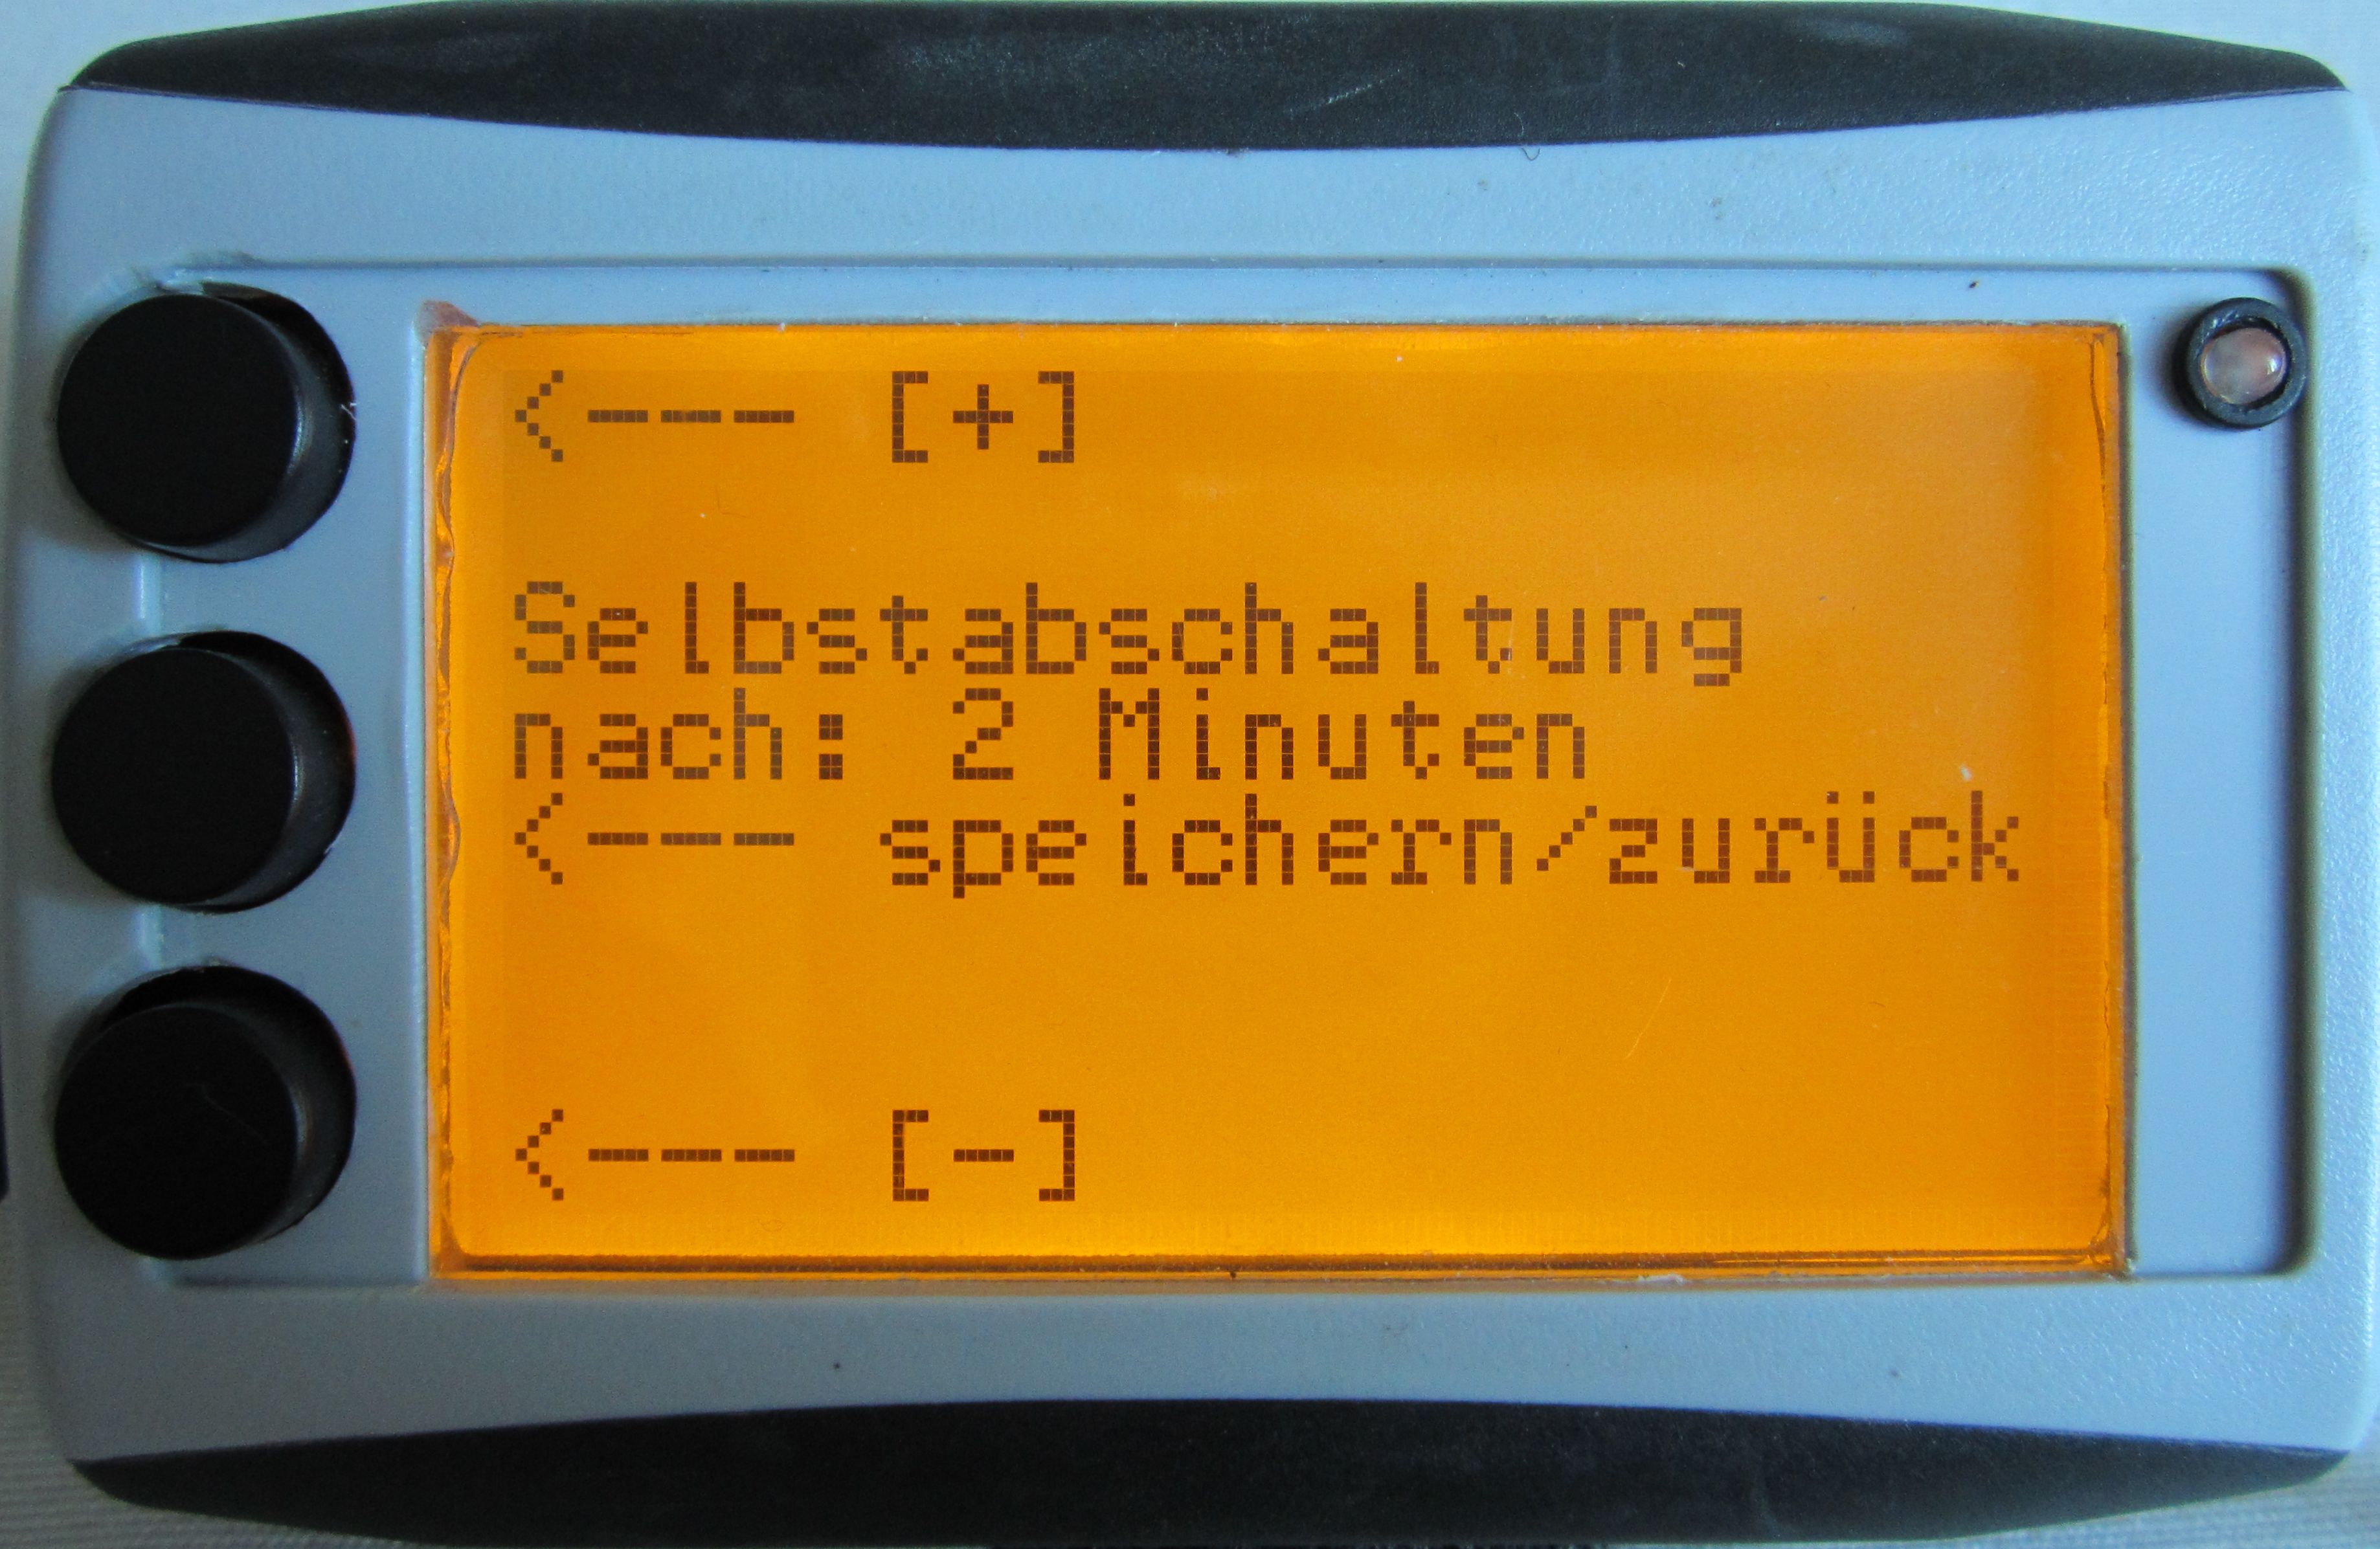 <--- [+]
Selbstabschaltung
nach: 2 Minuten
<--- speichern/zurück
<--- [-]